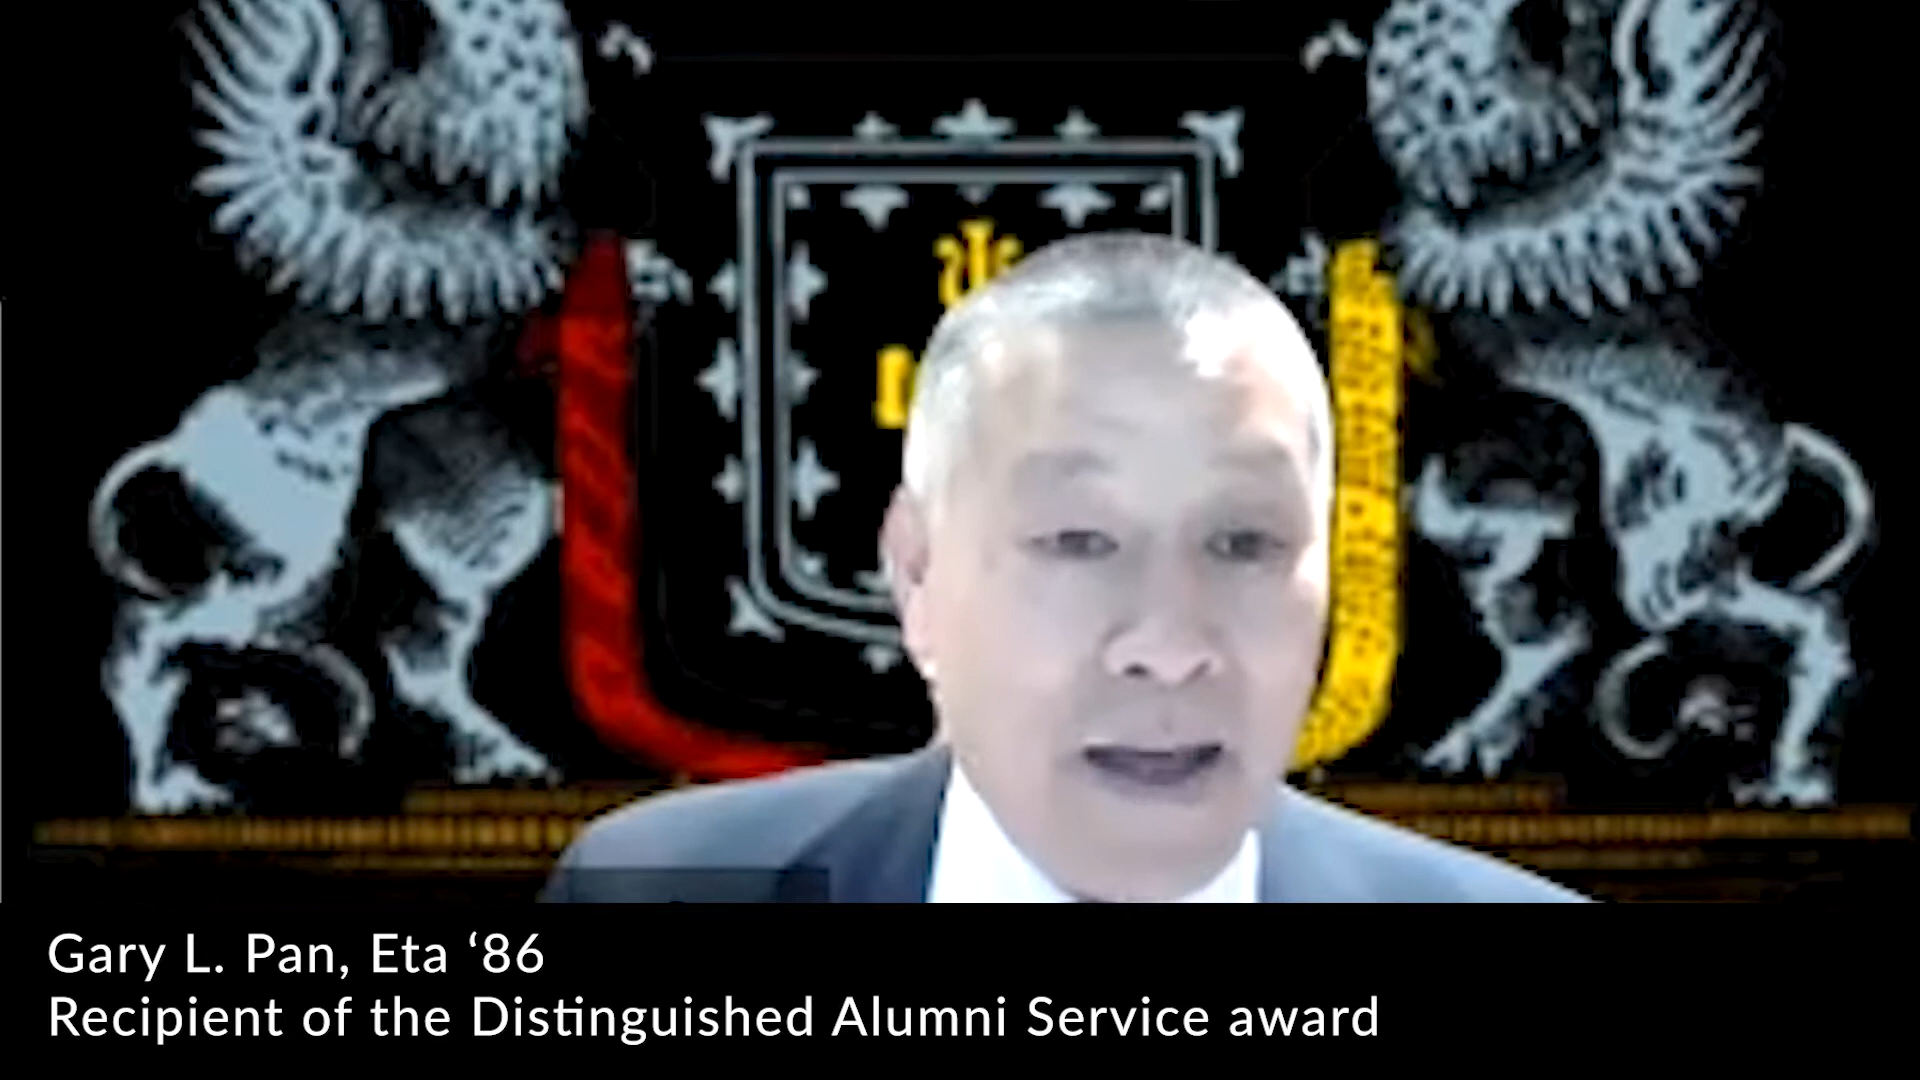 Ψ
Gary L. Pan, Eta ‘86
Recipient of the Distinguished Alumni Service award